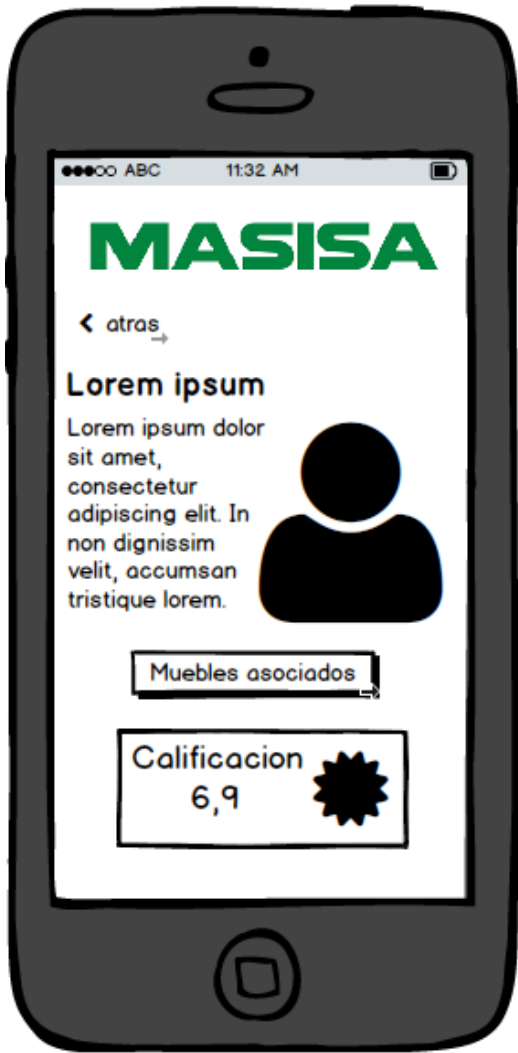 ABC 11:32 AM
MASISA
atras
Lorem ipsum
Lorem ipsum dolor
sit amet,
consectetur
adipiscing elit. In
non dignissim
velit, accumsan
tristique lorem.
Muebles asociados
Calificacion
6,9